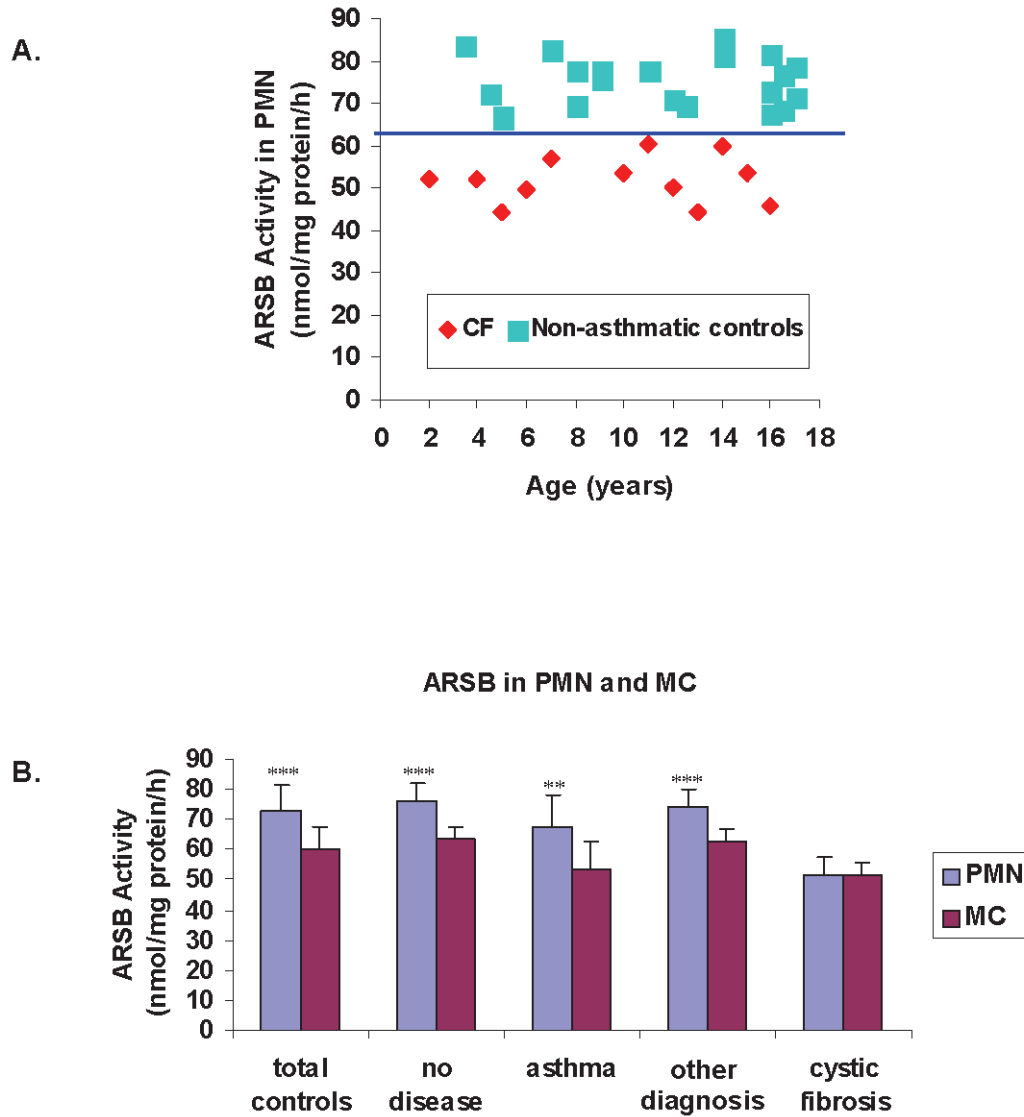 A.
ARSB Activity in PMN
(nmol/mg protein/h)
90
80
70
60
50
40
30
20
10
0
CF Non-asthmatic controls
0 2 4 6 8 10 12 14 16 18
Age (years)
ARSB in PMN and MC
B.
ARSB Activity
(nmol/mg protein/h)
90
80
70
60
50
40
30
20
10
0
*** *** ** ***
total
controls
no
disease
asthma
other
diagnosis
cystic
fibrosis
PMN
MC